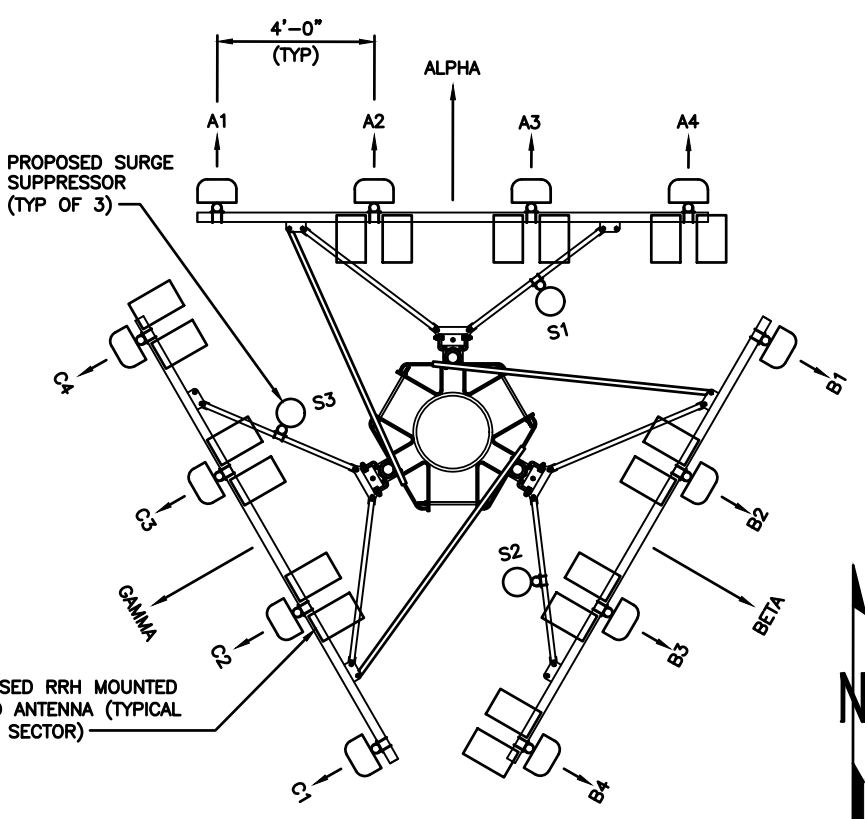 4'-0"
(TYP)
ALPHA
A1
A2
A3
A4
PROPOSED SURGE
SUPPRESSOR
(TYP OF 3)
S1
C4
S3
B1
C3
B2
S2
GAMMA
BETA
C2
B3
SED RRH MOUNTED
ANTENNA (TYPICAL
SECTOR)
N
C1
B4